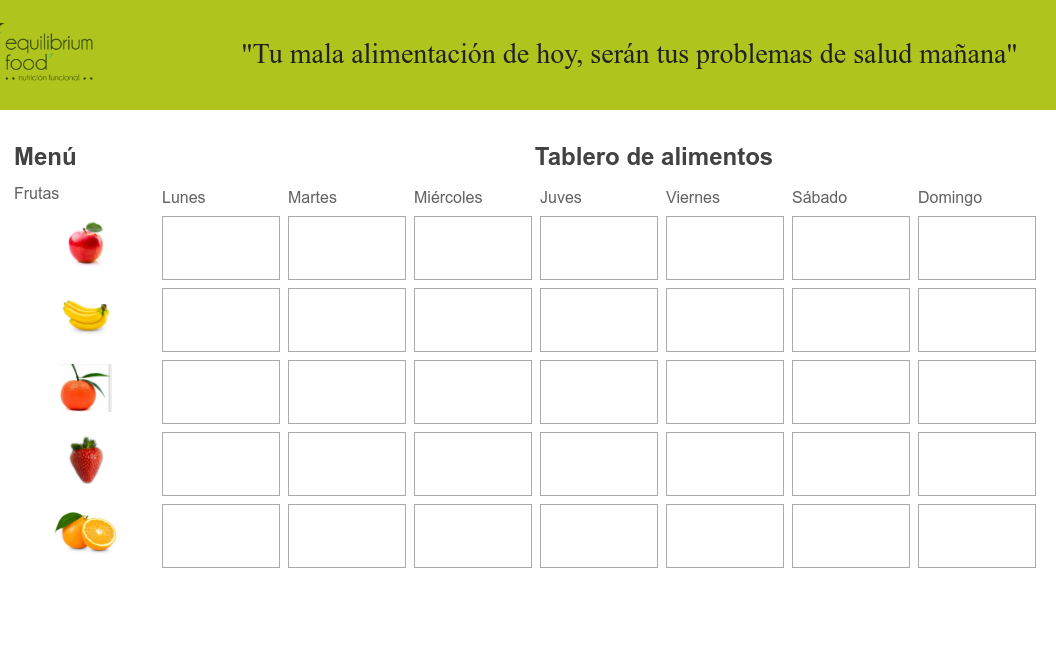 equilibrium
food
•• nutrición funcional ••
"Tu mala alimentación de hoy, serán tus problemas de salud mañana"
Menú
Tablero de alimentos
Frutas
Lunes Martes Miércoles Juves Viernes Sábado Domingo